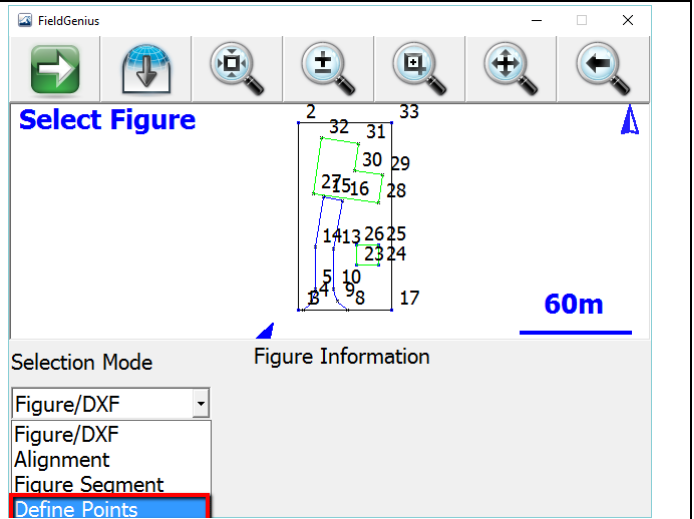 FieldGenius
Select Figure
2
33
32
31
30
29
27
15
16
28
14
13
26
25
23
24
5
10
4
9
1
3
8
17
60m
Selection Mode
Figure Information
Figure/DXF
Figure/DXF
Alignment
Figure Segment
Define Points